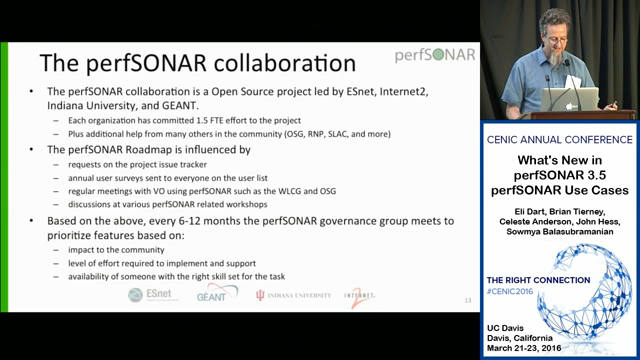 The perfSONAR collaboration
perfSONAR
• The perfSONAR collaboration is a Open Source project led by ESnet, Internet2,
Indiana University, and GEANT.
– Each organization has committed 1.5 FTE effort to the project
– Plus additional help from many others in the community (OSG, RNP, SLAC, and more)
• The perfSONAR Roadmap is influenced by
– requests on the project issue tracker
– annual user surveys sent to everyone on the user list
– regular meetings with VO using perfSONAR such as the WLCG and OSG
– discussions at various perfSONAR related workshops
• Based on the above, every 6-12 months the perfSONAR governance group meets to
prioritize features based on:
– impact to the community
– level of effort required to implement and support
– availability of someone with the right skill set for the task
ESnet
GÉANT
INDIANA UNIVERSITY
INTERNET2
13
CENIC ANNUAL CONFERENCE
What's New in
perfSONAR 3.5
perfSONAR Use Cases
Eli Dart, Brian Tierney,
Celeste Anderson, John Hess,
Sowmya Balasubramanian
THE RIGHT CONNECTION
#CENIC2016
UC Davis
Davis, California
March 21-23, 2016